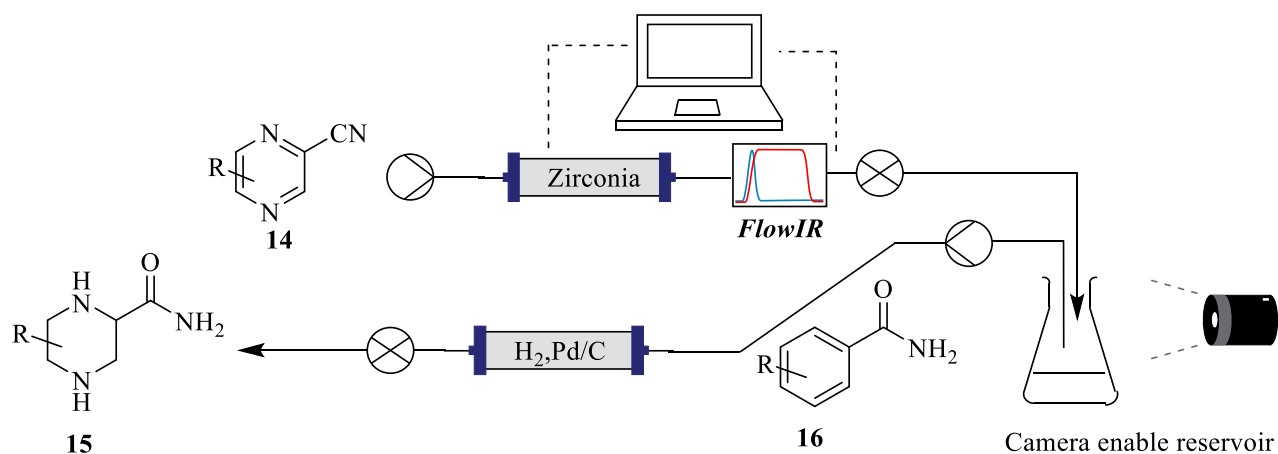 N
CN
R
N
14
Zirconia
FlowIR
H
N
O
NH2
R
N
H
15
H2,Pd/C
O
NH2
R
16
Camera enable reservoir